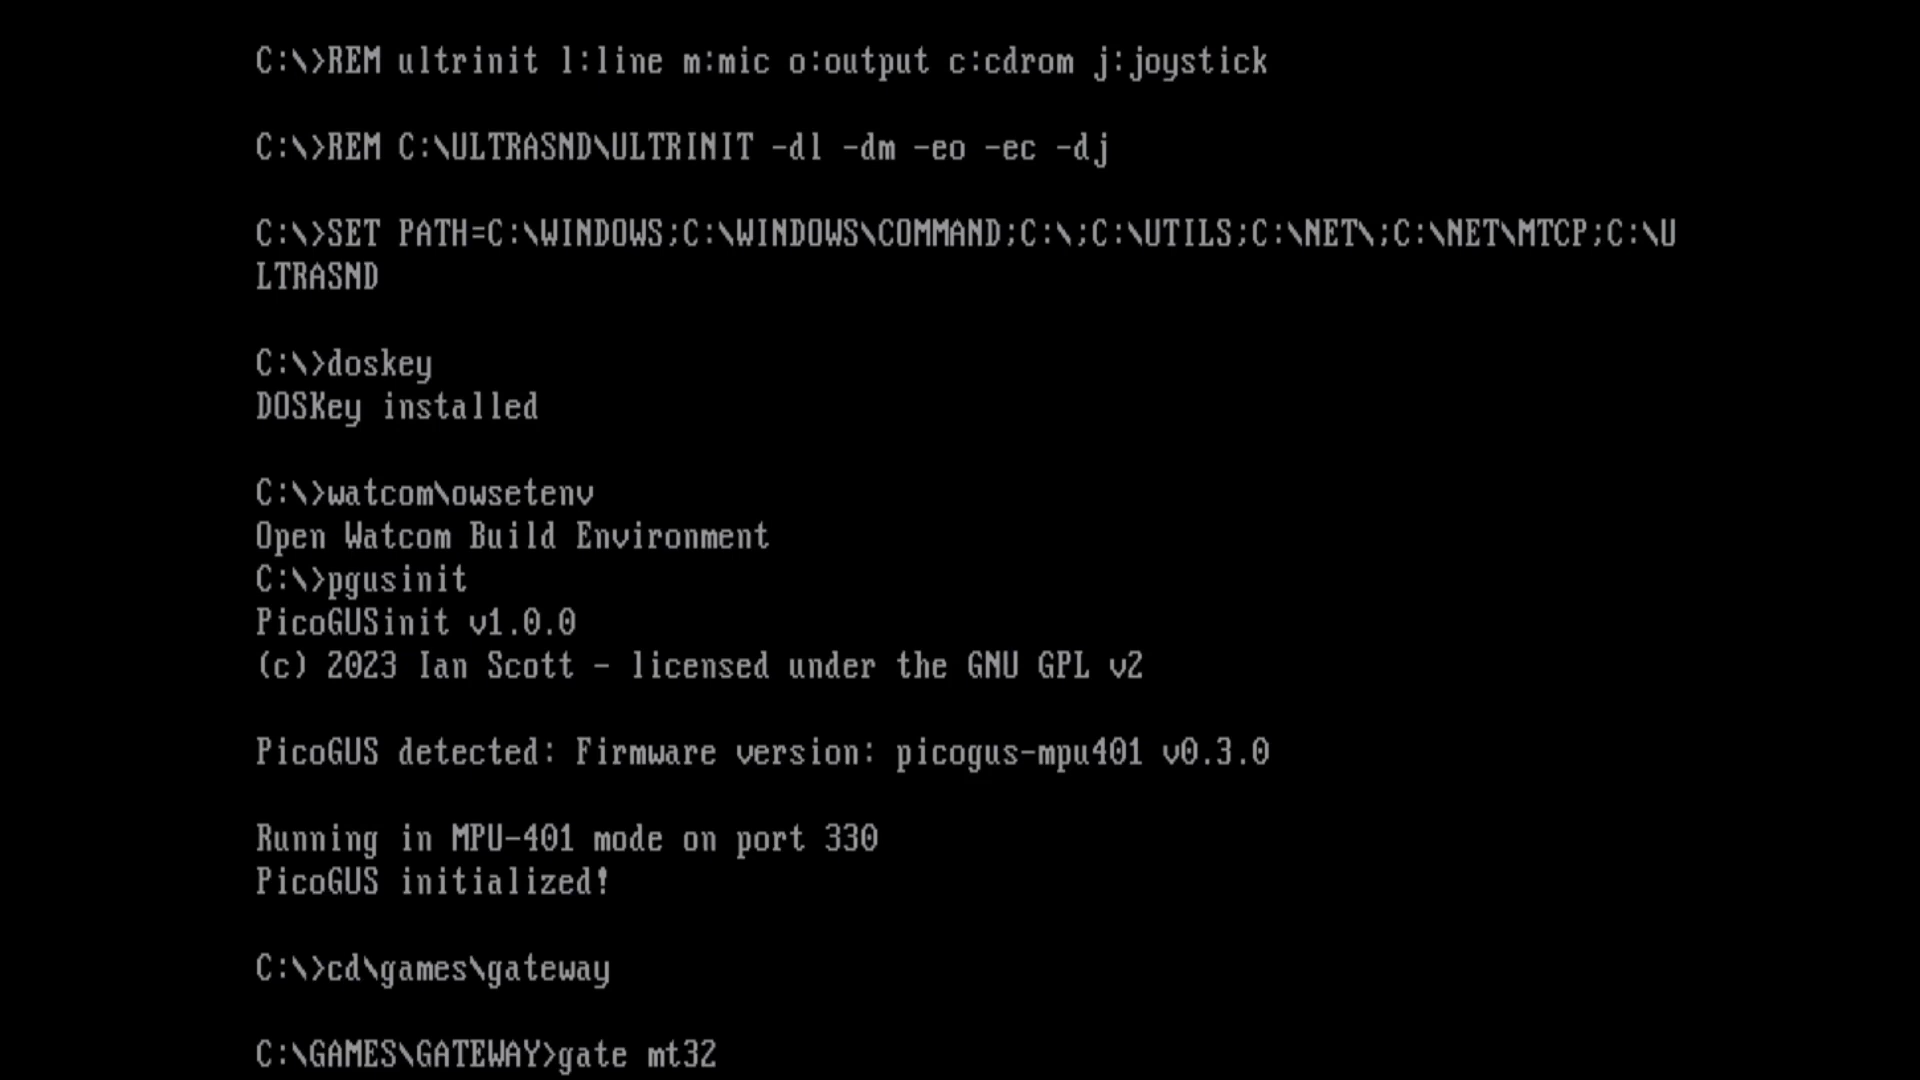 C:\>REM ultrinit l:line m:mic o:output c:cdrom j:joystick
C:\>REM C:\ULTRASND\ULTRINIT -dl -dm -eo -ec -dj
C:\>SET PATH=C:\WINDOWS;C:\WINDOWS\COMMAND;C:\;C:\UTILS;C:\NET\;C:\NET\MTCP;C:\U
LTRASND
C:\>doskey
DOSKey installed
C:\>watcom\owsetenv
Open Watcom Build Environment
C:\>pgusinit
PicoGUSinit v1.0.0
(c) 2023 Ian Scott - licensed under the GNU GPL v2
PicoGUS detected: Firmware version: picogus-mpu401 v0.3.0
Running in MPU-401 mode on port 330
PicoGUS initialized!
C:\>cd\games\gateway
C:\GAMES\GATEWAY>gate mt32